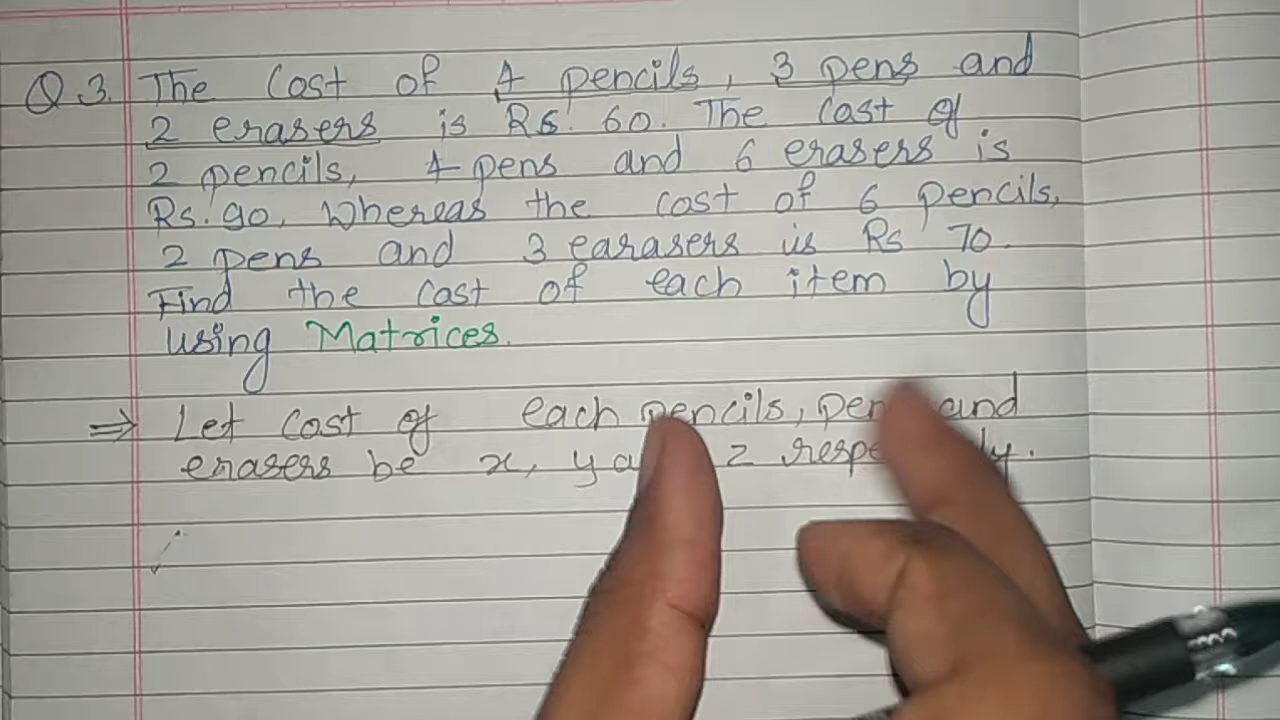 Q 3. The Cost of 4 pencils, 3 pens and
2 erasers is Rs. 60. The Cost of
2 pencils, 4 pens and 6 erasers is
Rs. 90, Whereas the cost of 6 pencils,
2 pens and 3 earasers is Rs 70.
Find the cost of each item by
using Matrices.
⇒ Let Cost of each pencils, and
erasers be x, y z